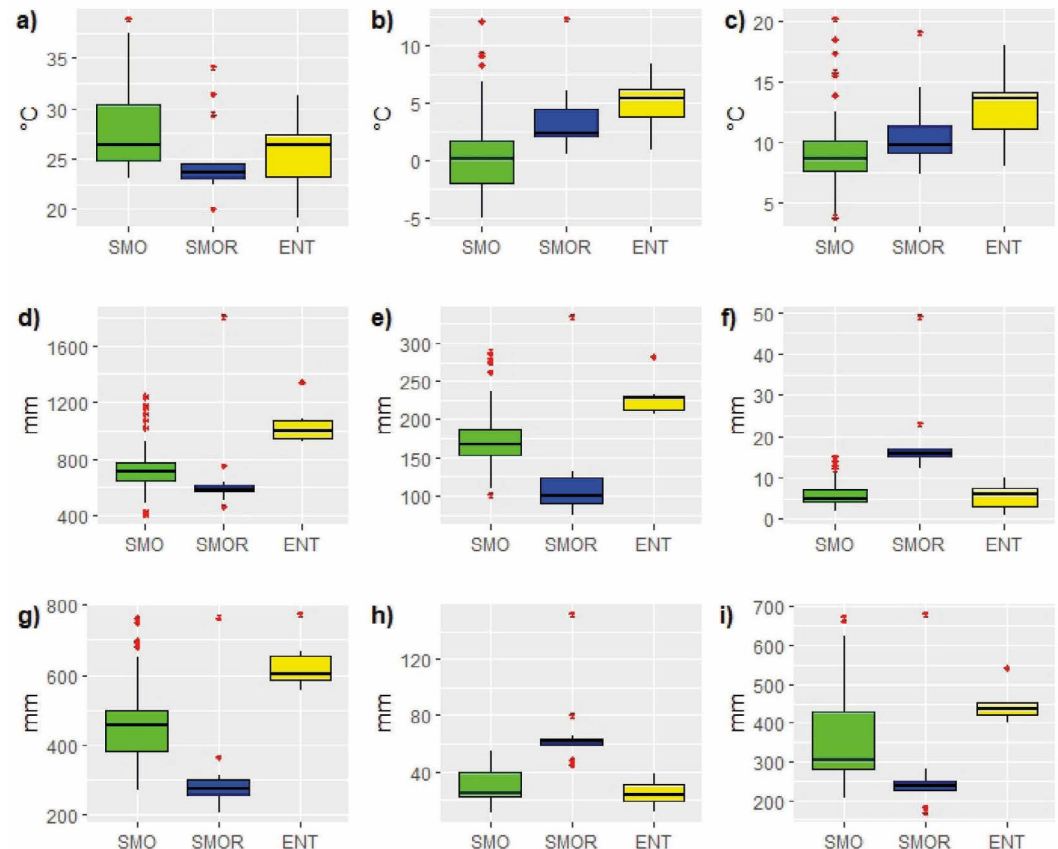 a)
35
30
25
20
°C
SMO SMOR ENT
b)
10
5
0
-5
°C
SMO SMOR ENT
c)
20
15
10
5
°C
SMO SMOR ENT
d)
1600
1200
800
400
mm
SMO SMOR ENT
e)
300
250
200
150
100
mm
SMO SMOR ENT
f)
50
40
30
20
10
0
mm
SMO SMOR ENT
g)
800
600
400
200
mm
SMO SMOR ENT
h)
120
80
40
mm
SMO SMOR ENT
i)
700
600
500
400
300
200
mm
SMO SMOR ENT